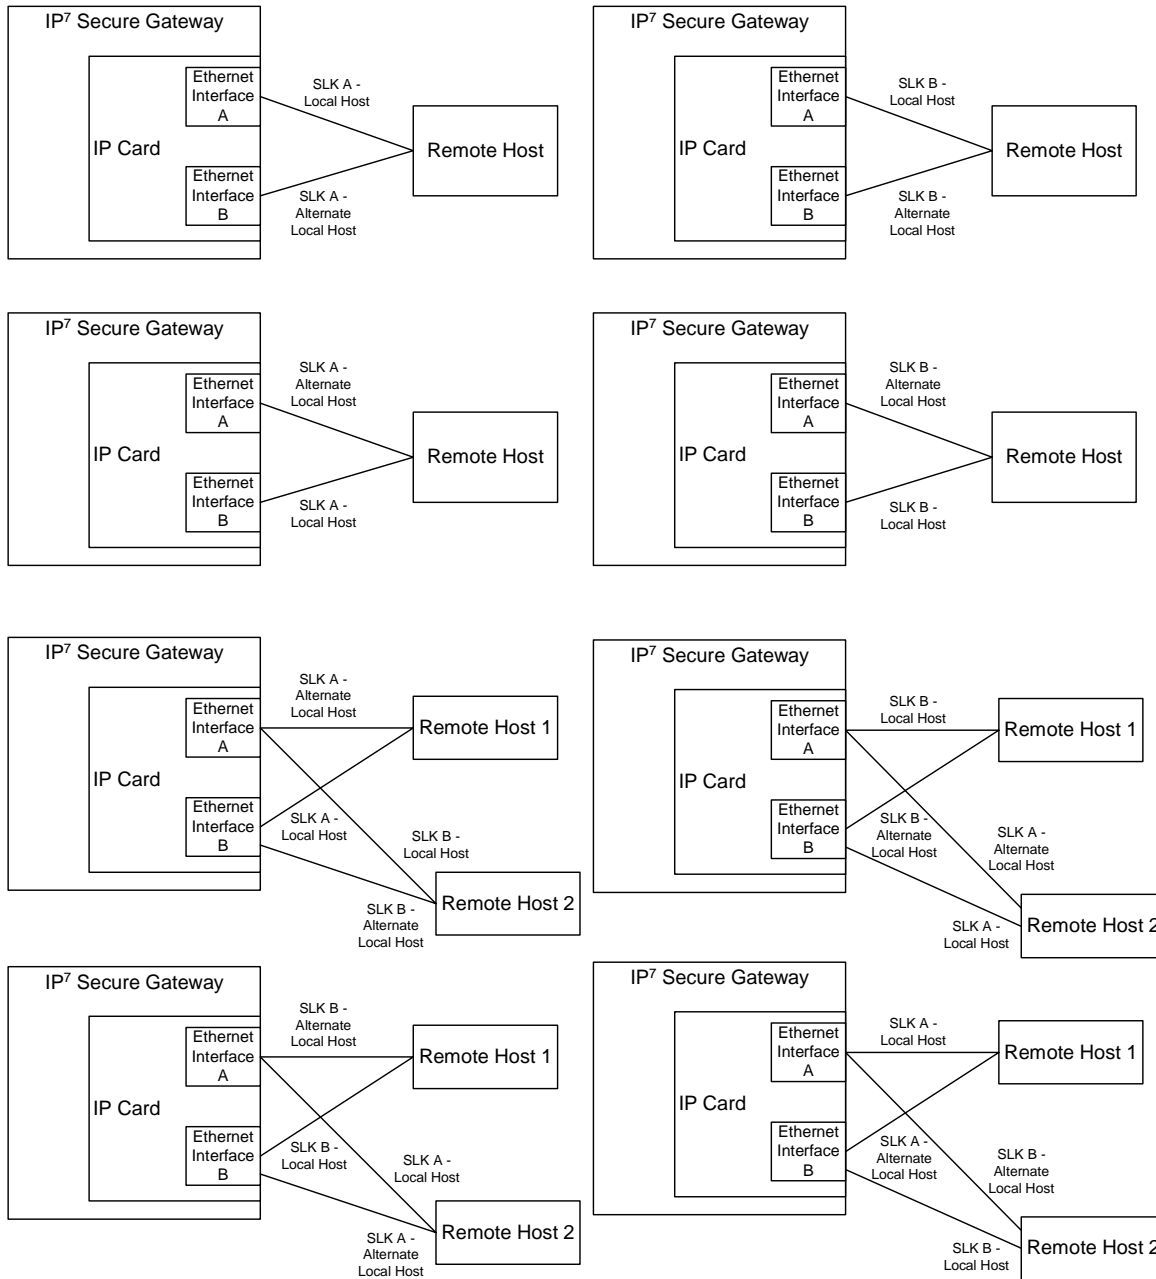 IP⁷ Secure Gateway
Ethernet
Interface
A
IP Card
Ethernet
Interface
B
SLK A -
Local Host
SLK A -
Alternate
Local Host
Remote Host
IP⁷ Secure Gateway
Ethernet
Interface
A
IP Card
Ethernet
Interface
B
SLK B -
Local Host
SLK B -
Alternate
Local Host
Remote Host
IP⁷ Secure Gateway
Ethernet
Interface
A
IP Card
Ethernet
Interface
B
SLK A -
Alternate
Local Host
SLK A -
Local Host
Remote Host
IP⁷ Secure Gateway
Ethernet
Interface
A
IP Card
Ethernet
Interface
B
SLK B -
Alternate
Local Host
SLK B -
Local Host
Remote Host
IP⁷ Secure Gateway
Ethernet
Interface
A
IP Card
Ethernet
Interface
B
SLK A -
Alternate
Local Host
Remote Host 1
SLK A -
Local Host
SLK B -
Local Host
SLK B -
Alternate
Local Host
Remote Host 2
IP⁷ Secure Gateway
Ethernet
Interface
A
IP Card
Ethernet
Interface
B
SLK B -
Local Host
Remote Host 1
SLK B -
Alternate
Local Host
SLK A -
Alternate
Local Host
SLK A -
Local Host
Remote Host 2
IP⁷ Secure Gateway
Ethernet
Interface
A
IP Card
Ethernet
Interface
B
SLK B -
Alternate
Local Host
Remote Host 1
SLK B -
Local Host
SLK A -
Local Host
SLK A -
Alternate
Local Host
Remote Host 2
IP⁷ Secure Gateway
Ethernet
Interface
A
IP Card
Ethernet
Interface
B
SLK A -
Local Host
Remote Host 1
SLK A -
Alternate
Local Host
SLK B -
Alternate
Local Host
SLK B -
Local Host
Remote Host 2